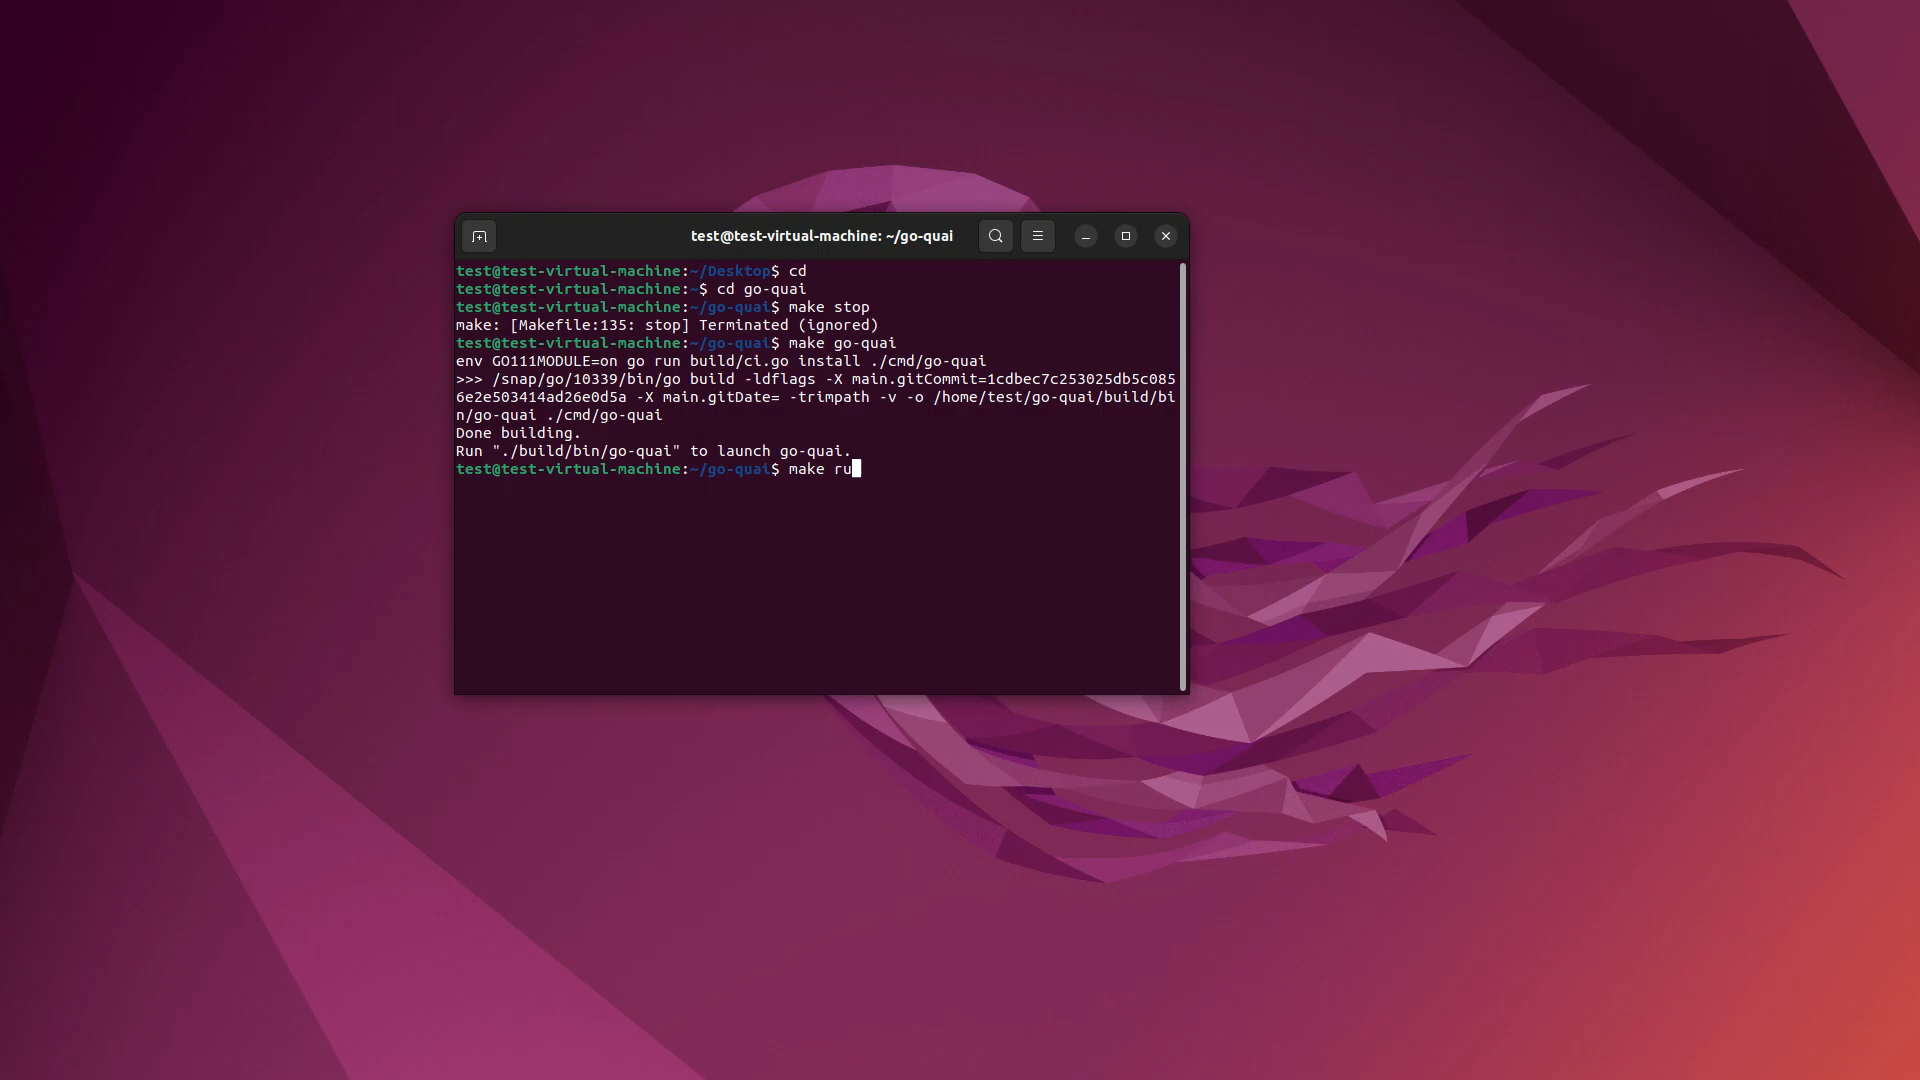 test@test-virtual-machine: ~/go-quai
test@test-virtual-machine:~/Desktop$ cd
test@test-virtual-machine:~$ cd go-quai
test@test-virtual-machine:~/go-quai$ make stop
make: [Makefile:135: stop] Terminated (ignored)
test@test-virtual-machine:~/go-quai$ make go-quai
env GO111MODULE=on go run build/ci.go install ./cmd/go-quai
>>> /snap/go/10339/bin/go build -ldflags -X main.gitCommit=1cdbec7c253025db5c085
6e2e503414ad26e0d5a -X main.gitDate= -trimpath -v -o /home/test/go-quai/build/bi
n/go-quai ./cmd/go-quai
Done building.
Run "./build/bin/go-quai" to launch go-quai.
test@test-virtual-machine:~/go-quai$ make ru